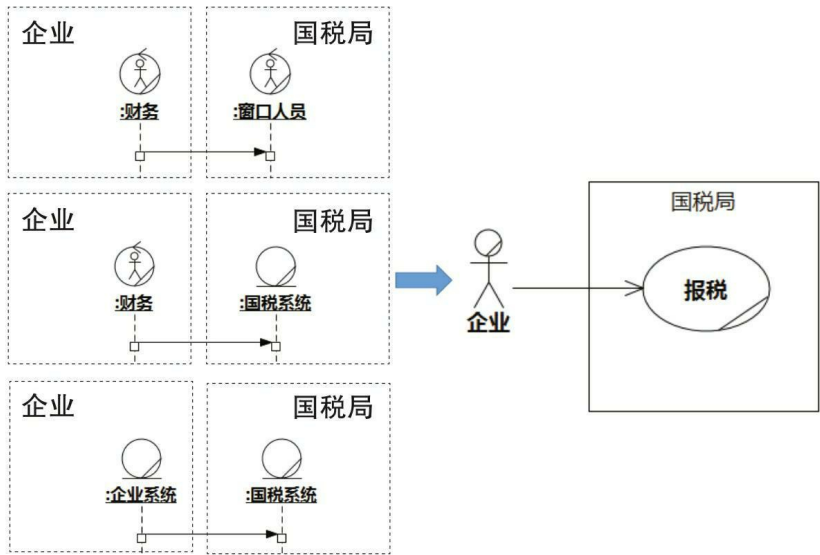 企业
国税局
:财务
:窗口人员
企业
国税局
:财务
:国税系统
企业
国税局
:企业系统
:国税系统
企业
国税局
报税